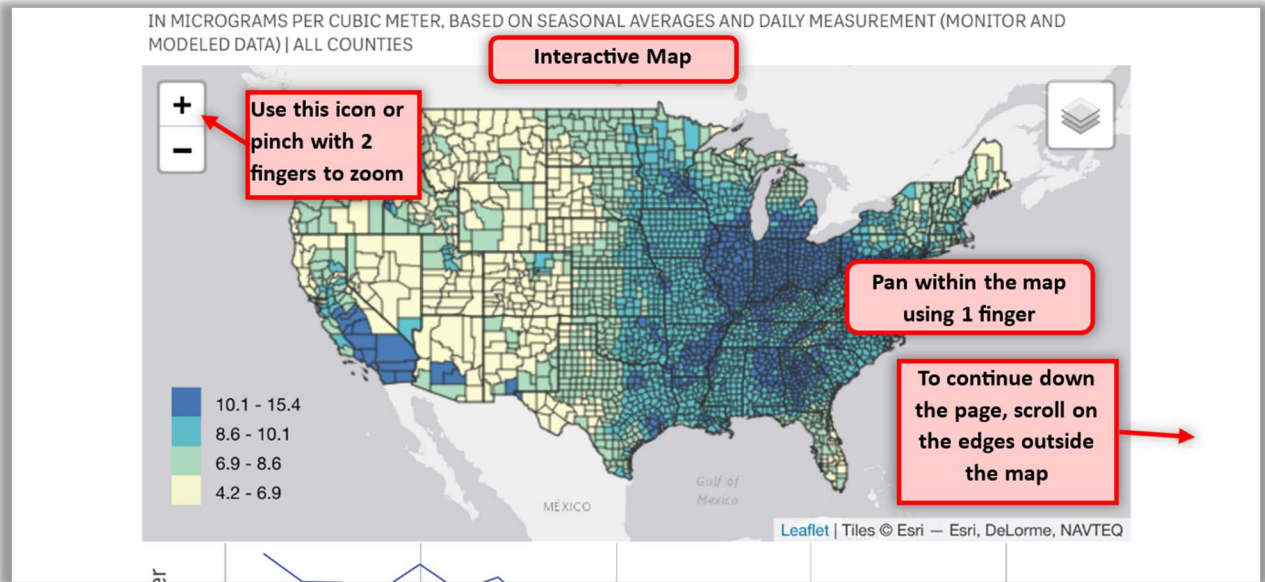 IN MICROGRAMS PER CUBIC METER, BASED ON SEASONAL AVERAGES AND DAILY MEASUREMENT (MONITOR AND
MODELED DATA) | ALL COUNTIES
Interactive Map
+
−
Use this icon or
pinch with 2
fingers to zoom
Pan within the map
using 1 finger
To continue down
the page, scroll on
the edges outside
the map
10.1 - 15.4
8.6 - 10.1
6.9 - 8.6
4.2 - 6.9
MÉXICO
Gulf of
Mexico
Leaflet | Tiles © Esri — Esri, DeLorme, NAVTEQ